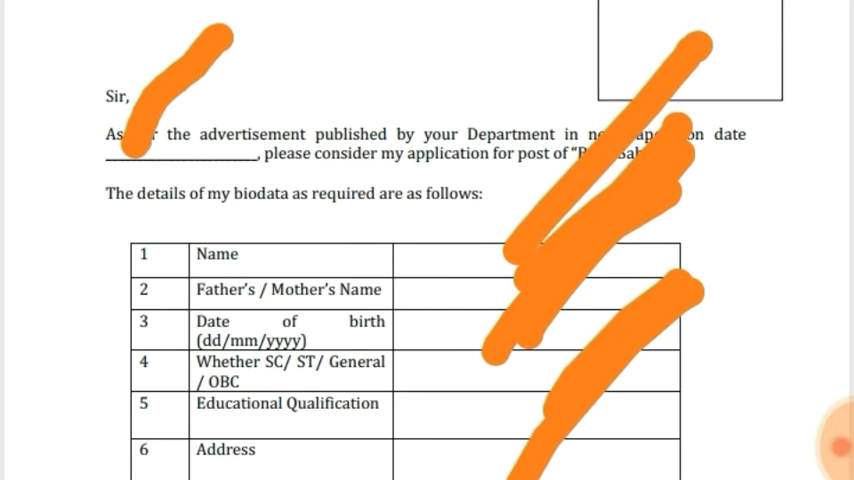 Sir,
the advertisement published by your Department in on date
, please consider my application for post of
The details of my biodata as required are as follows:
1 Name
2 Father's / Mother's Name
3 Date of birth
(dd/mm/yyyy)
4 Whether SC/ ST/ General
/ OBC
5 Educational Qualification
6 Address